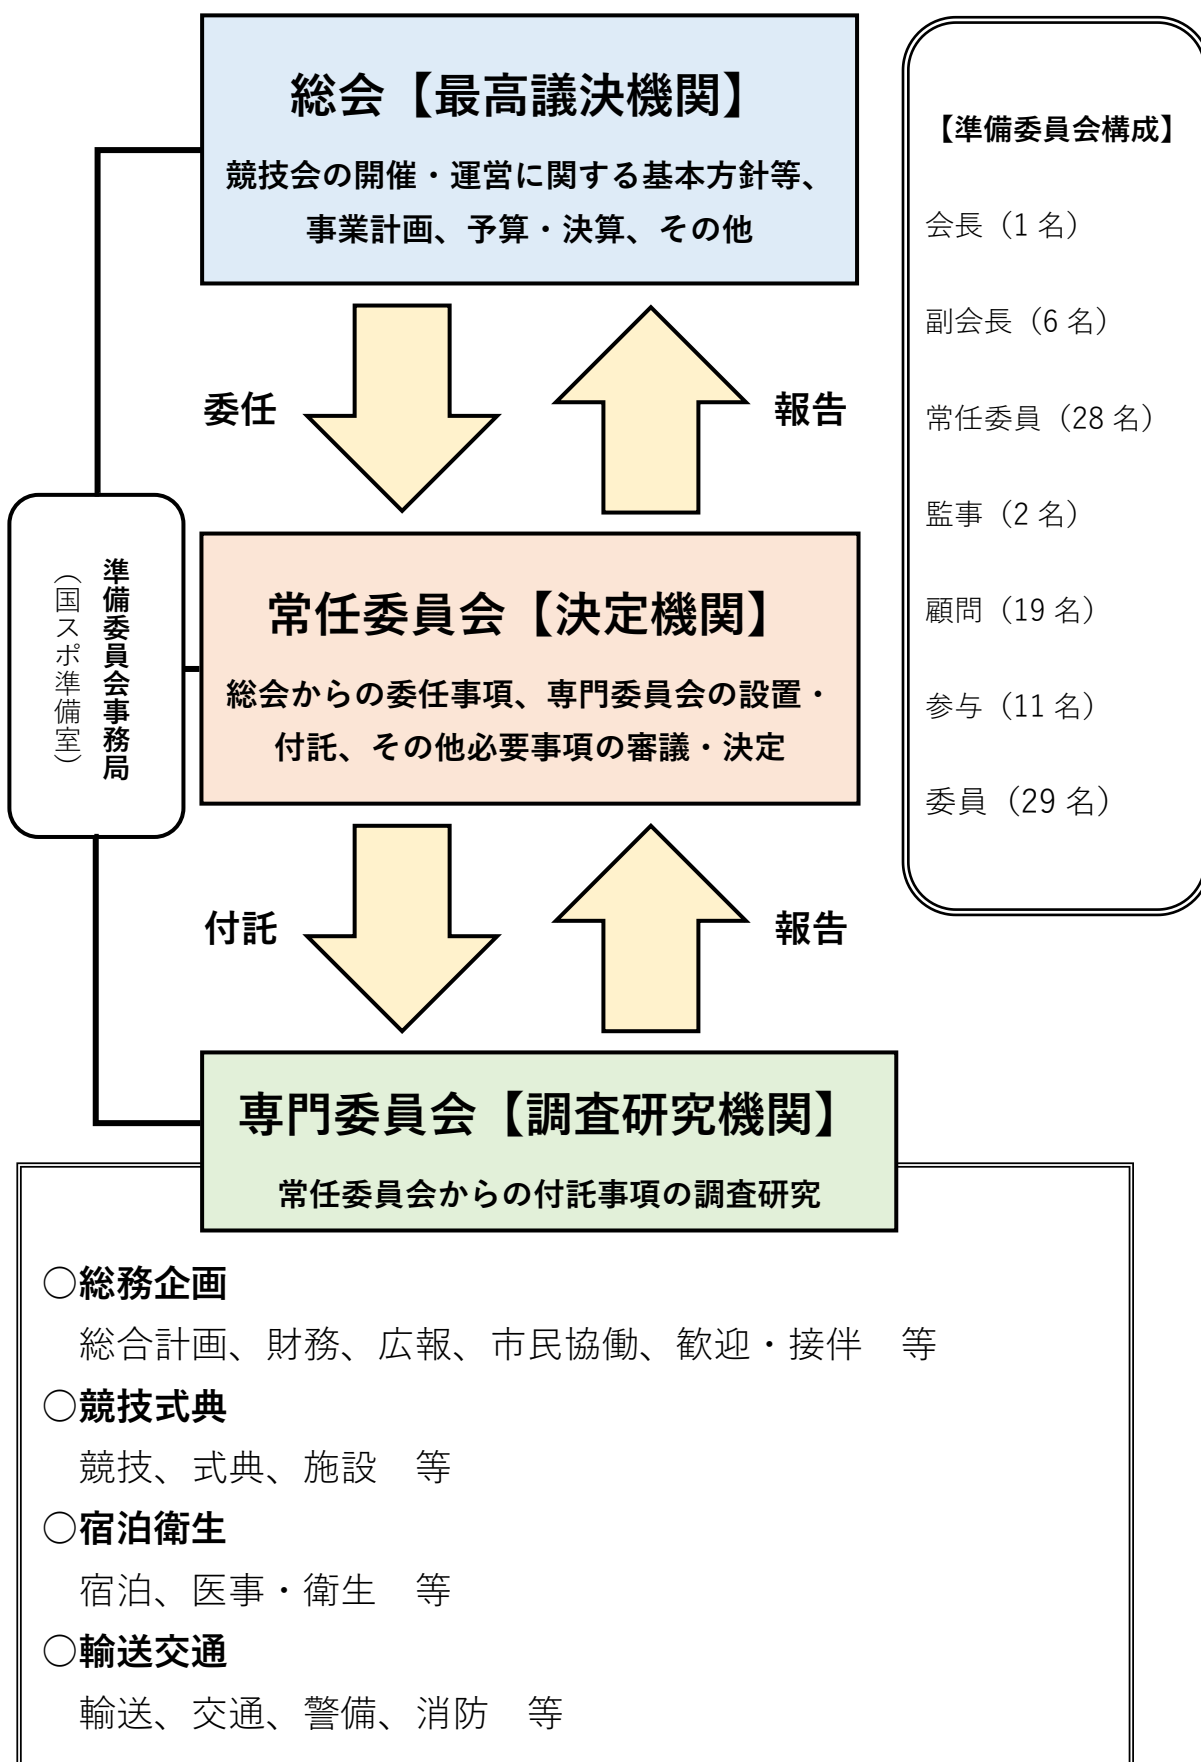 総会【最高議決機関】
競技会の開催・運営に関する基本方針等、
事業計画、予算・決算、その他
委任
報告
準備委員会事務局
（国スポ準備室）
常任委員会【決定機関】
総会からの委任事項、専門委員会の設置・
付託、その他必要事項の審議・決定
付託
報告
専門委員会【調査研究機関】
常任委員会からの付託事項の調査研究
○総務企画
総合計画、財務、広報、市民協働、歓迎・接伴　等
○競技式典
競技、式典、施設　等
○宿泊衛生
宿泊、医事・衛生　等
○輸送交通
輸送、交通、警備、消防　等
【準備委員会構成】
会長（1 名）
副会長（6 名）
常任委員（28 名）
監事（2 名）
顧問（19 名）
参与（11 名）
委員（29 名）